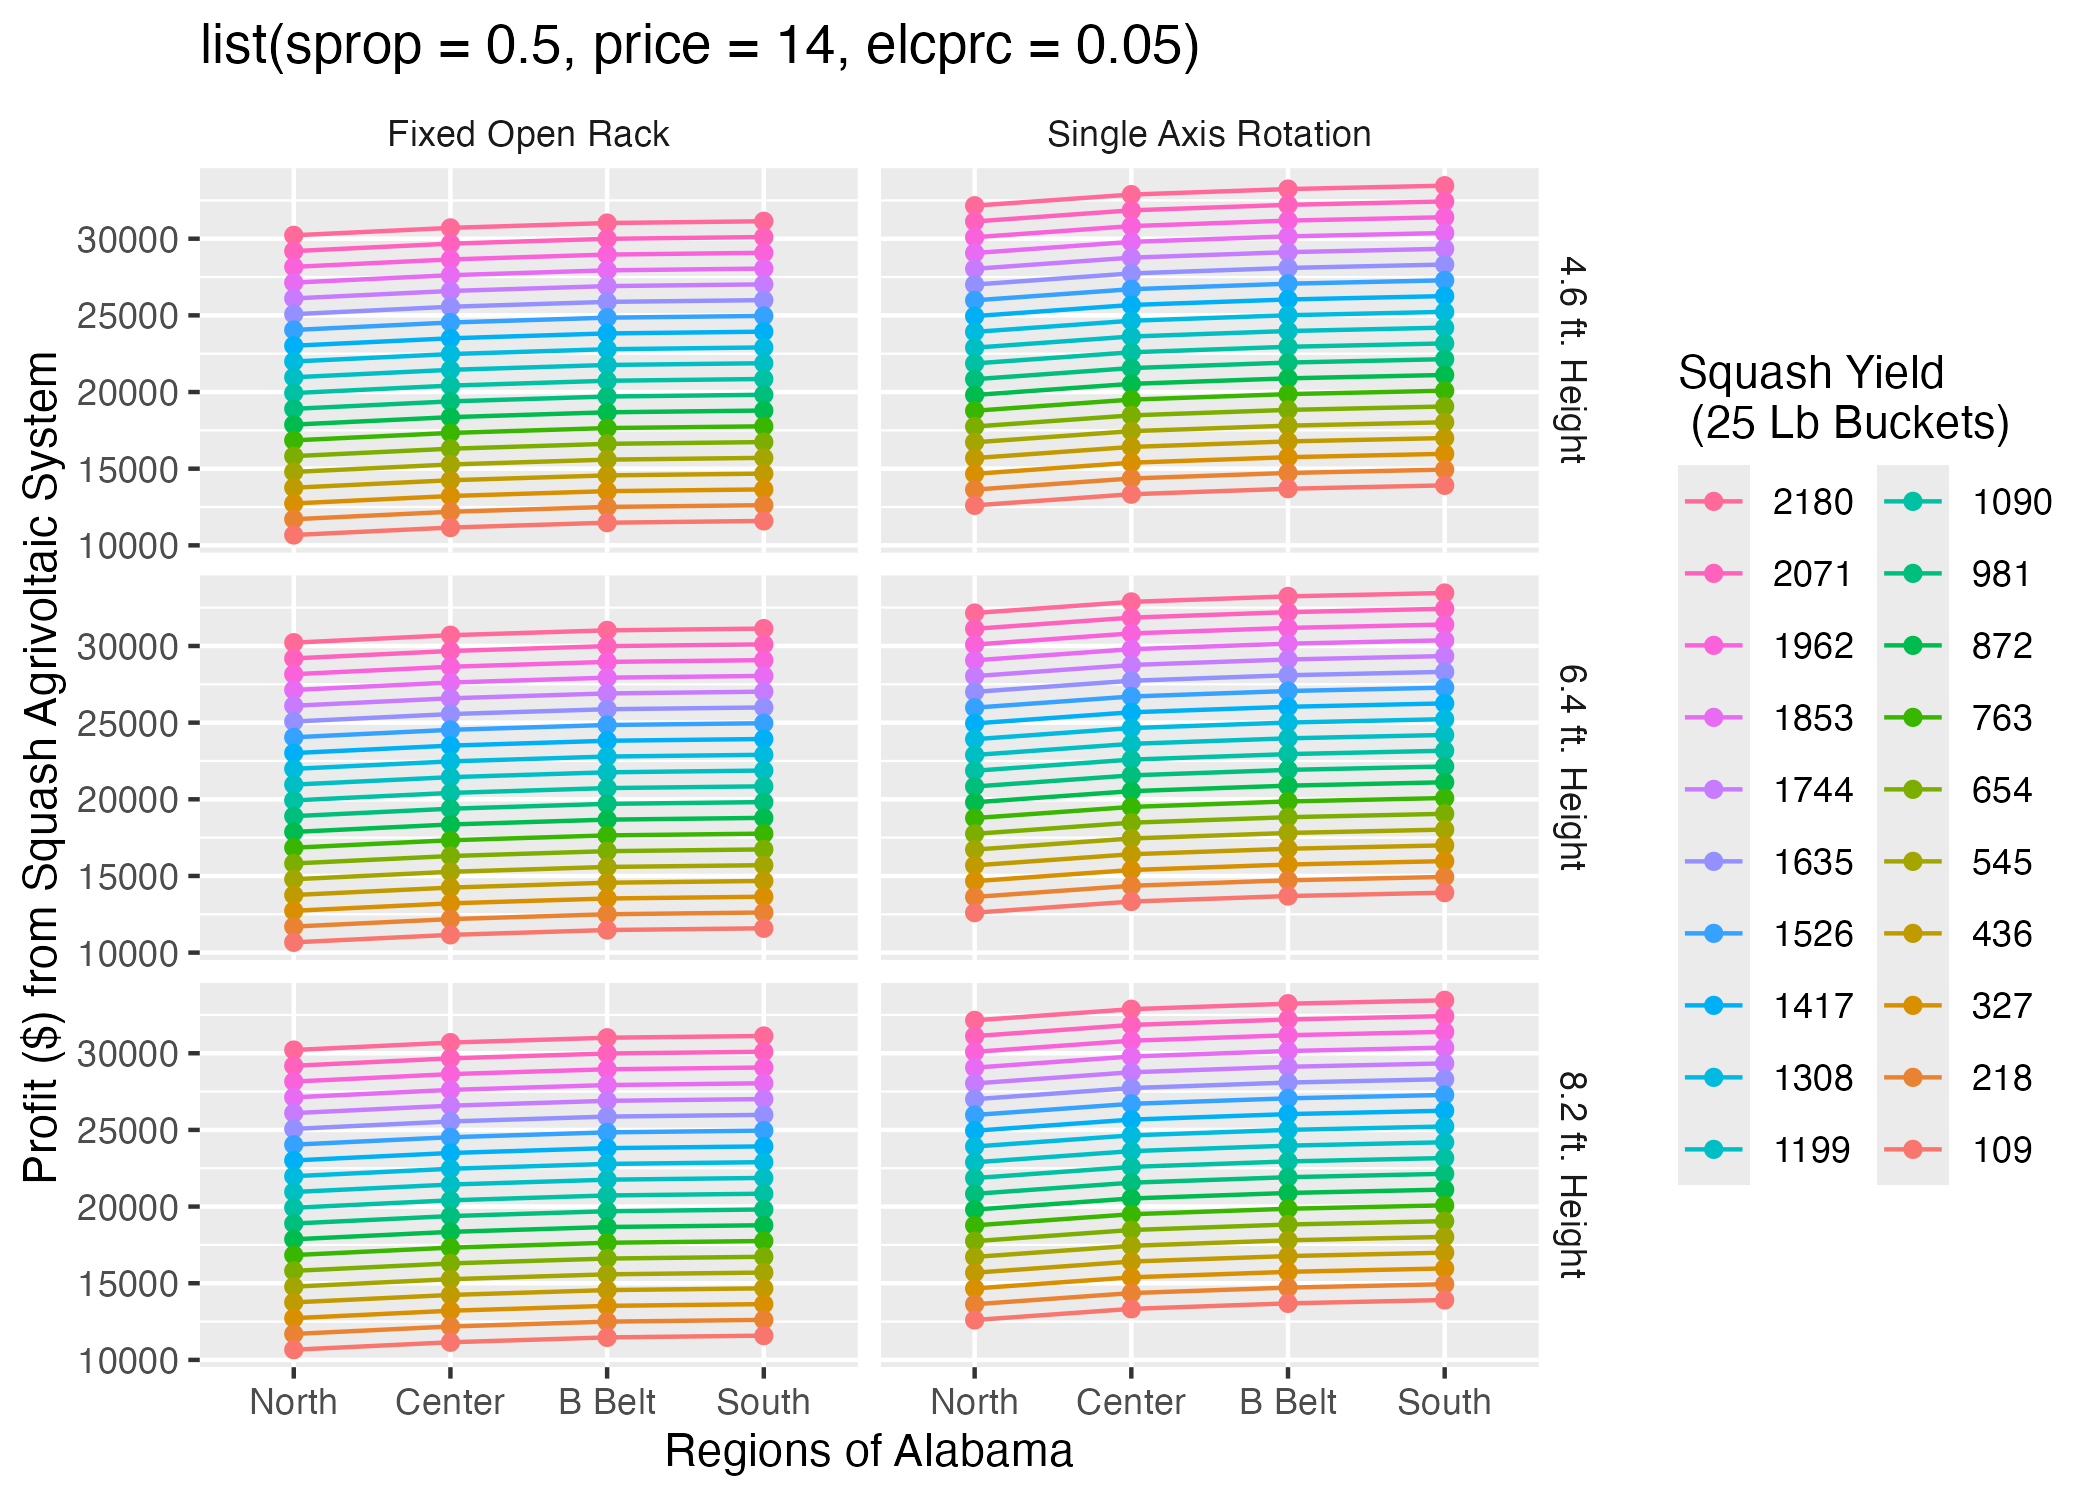 list(sprop = 0.5, price = 14, elcprc = 0.05)
Fixed Open Rack
Single Axis Rotation
Profit ($) from Squash Agrivoltaic System
30000
25000
20000
15000
10000
4.6 ft. Height
30000
25000
20000
15000
10000
6.4 ft. Height
30000
25000
20000
15000
10000
8.2 ft. Height
North Center B Belt South
North Center B Belt South
Regions of Alabama
Squash Yield
(25 Lb Buckets)
2180 1090
2071 981
1962 872
1853 763
1744 654
1635 545
1526 436
1417 327
1308 218
1199 109